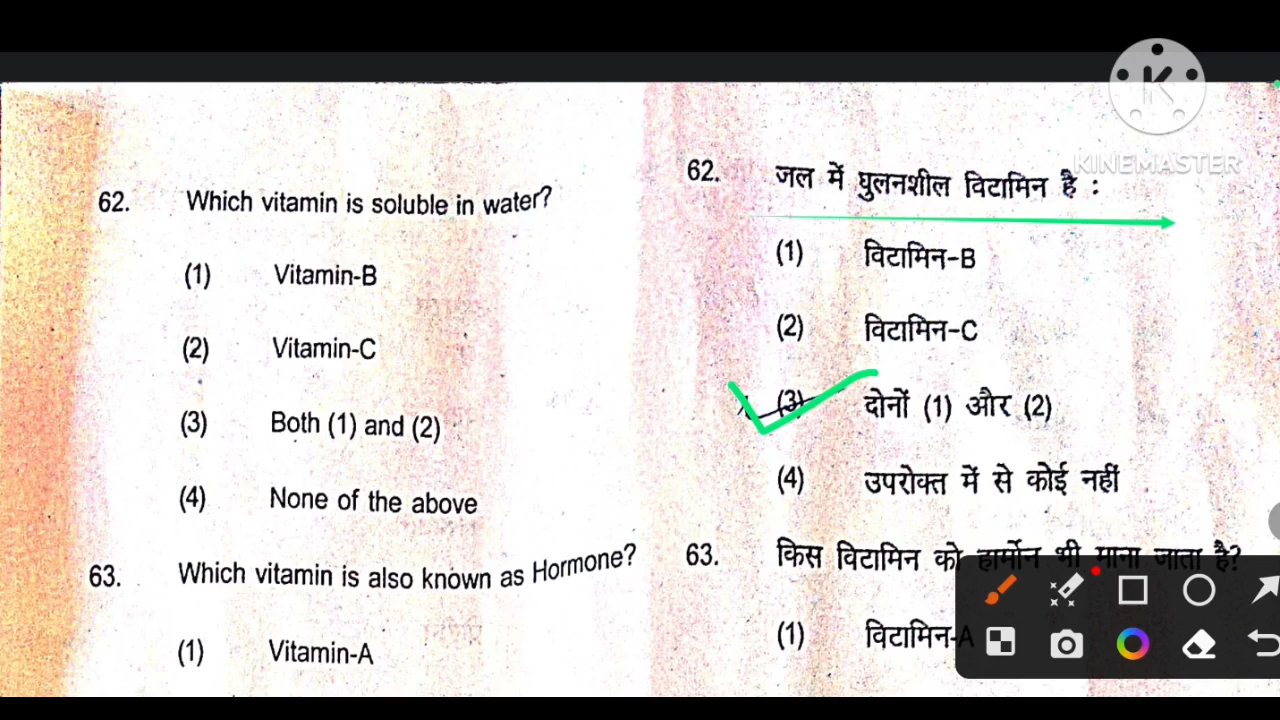 KINEMASTER
62. Which vitamin is soluble in water?
(1) Vitamin-B
(2) Vitamin-C
(3) Both (1) and (2)
(4) None of the above
63. Which vitamin is also known as Hormone?
(1) Vitamin-A
62. जल में घुलनशील विटामिन है :
(1) विटामिन-B
(2) विटामिन-C
(3) दोनों (1) और (2)
(4) उपरोक्त में से कोई नहीं
63. किस विटामिन को हार्मोन भी माना जाता है?
(1) विटामिन-A